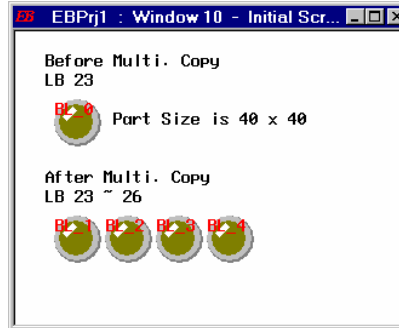 EB EBPrj1 : Window 10 - Initial Scr...
Before Multi. Copy
LB 23
BL_0
Part Size is 40 x 40
After Multi. Copy
LB 23 ~ 26
BL_1 BL_2 BL_3 BL_4